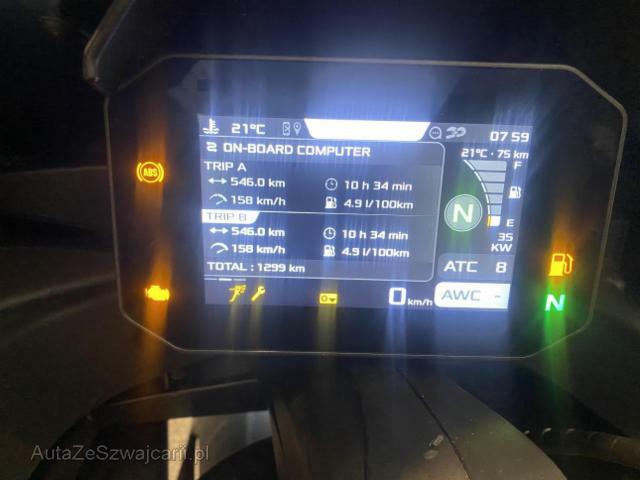 21°C 07 59
2 ON-BOARD COMPUTER
21°C · 75 km
F
TRIP A
546.0 km 10 h 34 min
158 km/h 4.9 l/100km
ABS
N
TRIP B
E
546.0 km 10 h 34 min
35
KW
158 km/h 4.9 l/100km
TOTAL : 1299 km
ATC 8
0 km/h
AWC -
N
AutaZeSzwajcarii.pl